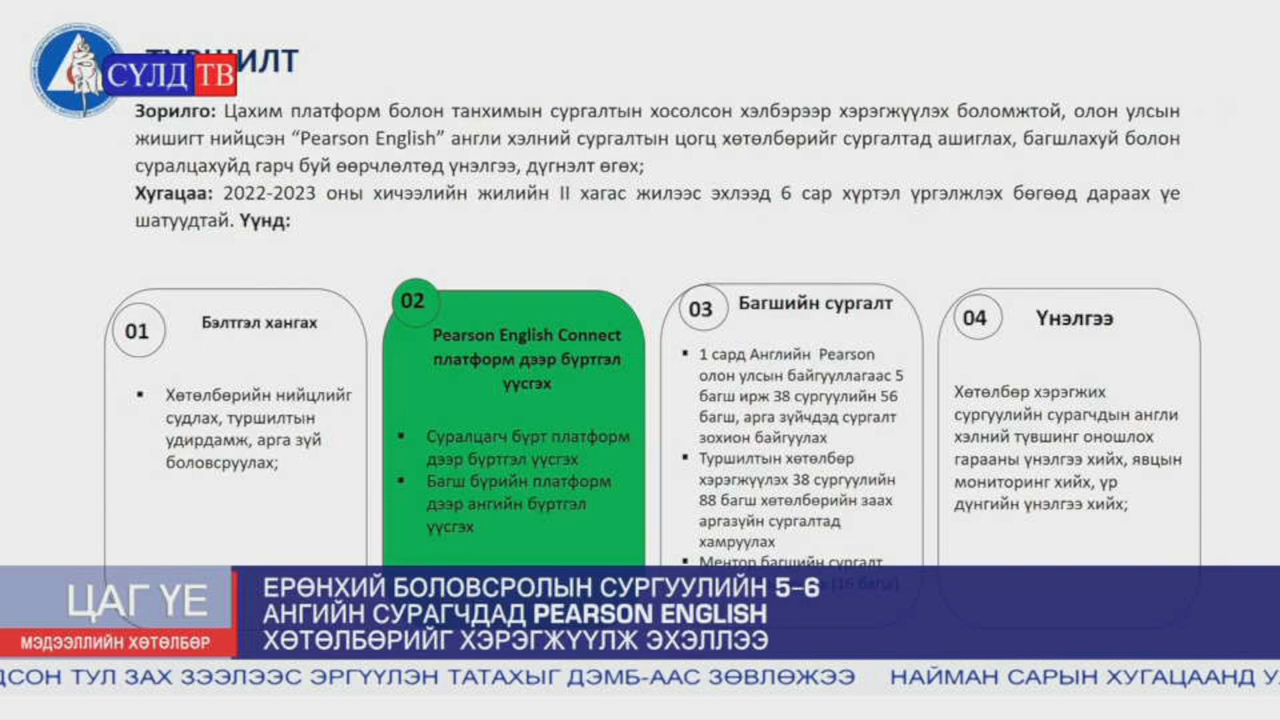 ТУРШИЛТ
СҮЛД ТВ
Зорилго: Цахим платформ болон танхимын сургалтын хосолсон хэлбэрээр хэрэгжүүлэх боломжтой, олон улсын
жишигт нийцсэн “Pearson English” англи хэлний сургалтын цогц хөтөлбөрийг сургалтад ашиглах, багшлахуй болон
суралцахуйд гарч буй өөрчлөлтөд үнэлгээ, дүгнэлт өгөх;
Хугацаа: 2022-2023 оны хичээлийн жилийн II хагас жилээс эхлээд 6 сар хүртэл үргэлжлэх бөгөөд дараах үе
шатуудтай. Үүнд:
01
Бэлтгэл хангах
▪ Хөтөлбөрийн нийцлийг
судлах, туршилтын
удирдамж, арга зүй
боловсруулах;
02
Pearson English Connect
платформ дээр бүртгэл
үүсгэх
▪ Суралцагч бүрт платформ
дээр бүртгэл үүсгэх
▪ Багш бүрийн платформ
дээр ангийн бүртгэл
үүсгэх
03
Багшийн сургалт
▪ 1 сард Английн Pearson
олон улсын байгууллагаас 5
багш ирж 38 сургуулийн 56
багш, арга зүйчдэд сургалт
зохион байгуулах
▪ Туршилтын хөтөлбөр
хэрэгжүүлэх 38 сургуулийн
88 багш хөтөлбөрийн заах
аргазүйн сургалтад
хамруулах
▪ Ментор багшийн сургалт
(16 багш)
04
Үнэлгээ
Хөтөлбөр хэрэгжих
сургуулийн сурагчдын англи
хэлний түвшинг оношлох
гарааны үнэлгээ хийх, явцын
мониторинг хийх, үр
дүнгийн үнэлгээ хийх;
ЦАГ ҮЕ
МЭДЭЭЛЛИЙН ХӨТӨЛБӨР
ЕРӨНХИЙ БОЛОВСРОЛЫН СУРГУУЛИЙН 5-6
АНГИЙН СУРАГЧДАД PEARSON ENGLISH
ХӨТӨЛБӨРИЙГ ХЭРЭГЖҮҮЛЖ ЭХЭЛЛЭЭ
ТУЛ ЗАХ ЗЭЭЛЭЭС ЭРГҮҮЛЭН ТАТАХЫГ ДЭМБ-ААС ЗӨВЛӨЖЭЭ НАЙМАН САРЫН ХУГАЦААНД